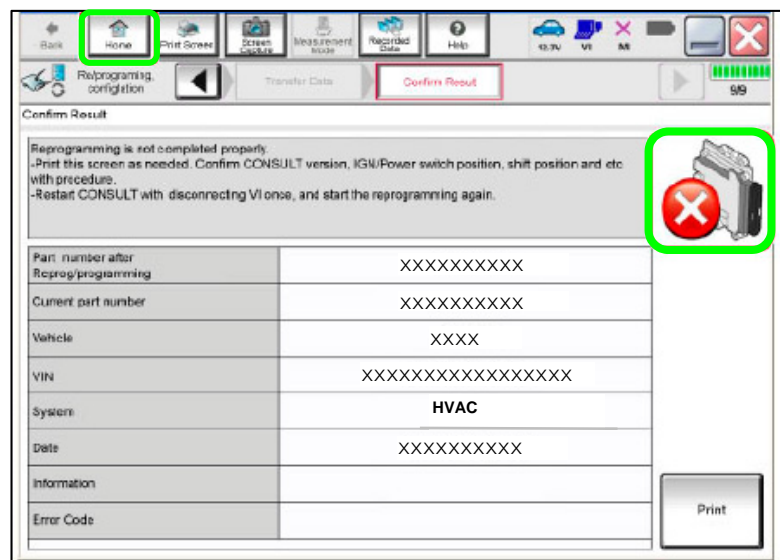 Back
Home
Print Screen
Screen Capture
Measurement Mode
Recorded Data
Help
12.3V
VI
MI
Re/programing, configlation
Transfer Data
Confirm Result
9/9
Confirm Result
Reprogramming is not completed properly.
-Print this screen as needed. Confirm CONSULT version, IGN/Power switch position, shift position and etc
with procedure.
-Restart CONSULT with disconnecting VI once, and start the reprogramming again.
Part number after
Reprog/programming
XXXXXXXXXX
Current part number
XXXXXXXXXX
Vehicle
XXXX
VIN
XXXXXXXXXXXXXXXXX
System
HVAC
Date
XXXXXXXXXX
Information
Error Code
Print